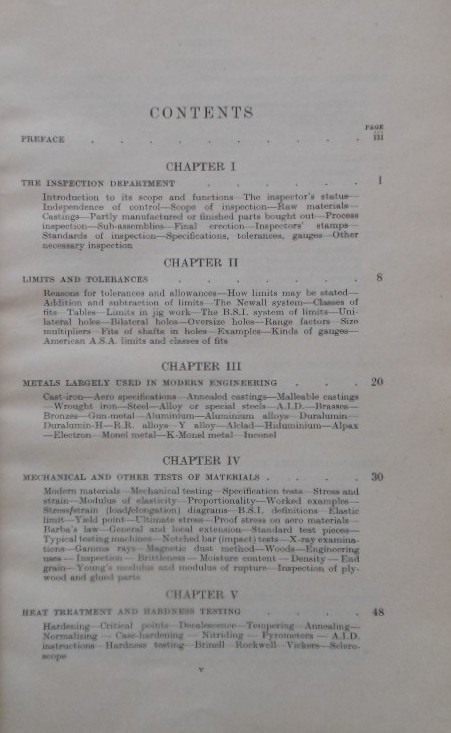 CONTENTS
PAGE
PREFACE . . . . . . . . . iii
CHAPTER I
THE INSPECTION DEPARTMENT . . . . . 1
Introduction to its scope and functions—The inspector's status—
Independence of control—Scope of inspection—Raw materials—
Castings—Partly manufactured or finished parts bought out—Process
inspection—Sub-assemblies—Final erection—Inspectors' stamps—
Standards of inspection—Specifications, tolerances, gauges—Other
necessary inspection
CHAPTER II
LIMITS AND TOLERANCES . . . . . . 8
Reasons for tolerances and allowances—How limits may be stated—
Addition and subtraction of limits—The Newall system—Classes of
fits—Tables—Limits in jig work—The B.S.I. system of limits—Uni-
lateral holes—Bilateral holes—Oversize holes—Range factors—Size
multipliers—Fits of shafts in holes—Examples—Kinds of gauges—
American A.S.A. limits and classes of fits
CHAPTER III
METALS LARGELY USED IN MODERN ENGINEERING . . . 20
Cast-iron—Aero specifications—Annealed castings—Malleable castings
—Wrought iron—Steel—Alloy or special steels—A.I.D.—Brasses—
Bronzes—Gun-metal—Aluminium—Aluminium alloys—Duralumin—
Duralumin-H—R.R. alloys—Y alloy—Alclad—Hiduminium—Alpax
—Electron—Monel metal—K-Monel metal—Inconel
CHAPTER IV
MECHANICAL AND OTHER TESTS OF MATERIALS . . . . 30
Modern materials—Mechanical testing—Specification tests—Stress and
strain—Modulus of elasticity—Proportionality—Worked examples—
Stress/strain (load/elongation) diagrams—B.S.I. definitions—Elastic
limit—Yield point—Ultimate stress—Proof stress on aero materials—
Barba's law—General and local extension—Standard test pieces—
Typical testing machines—Notched bar (impact) tests—X-ray examina-
tions—Gamma rays—Magnetic dust method—Woods—Engineering
uses—Inspection—Brittleness—Moisture content—Density—End
grain—Young's modulus and modulus of rupture—Inspection of ply-
wood and glued parts
CHAPTER V
HEAT TREATMENT AND HARDNESS TESTING . . . . 48
Hardening—Critical points—Decalescence—Tempering—Annealing—
Normalizing—Case-hardening—Nitriding—Pyrometers—A.I.D.
instructions—Hardness testing—Brinell—Rockwell—Vickers—Sclero-
scope
v